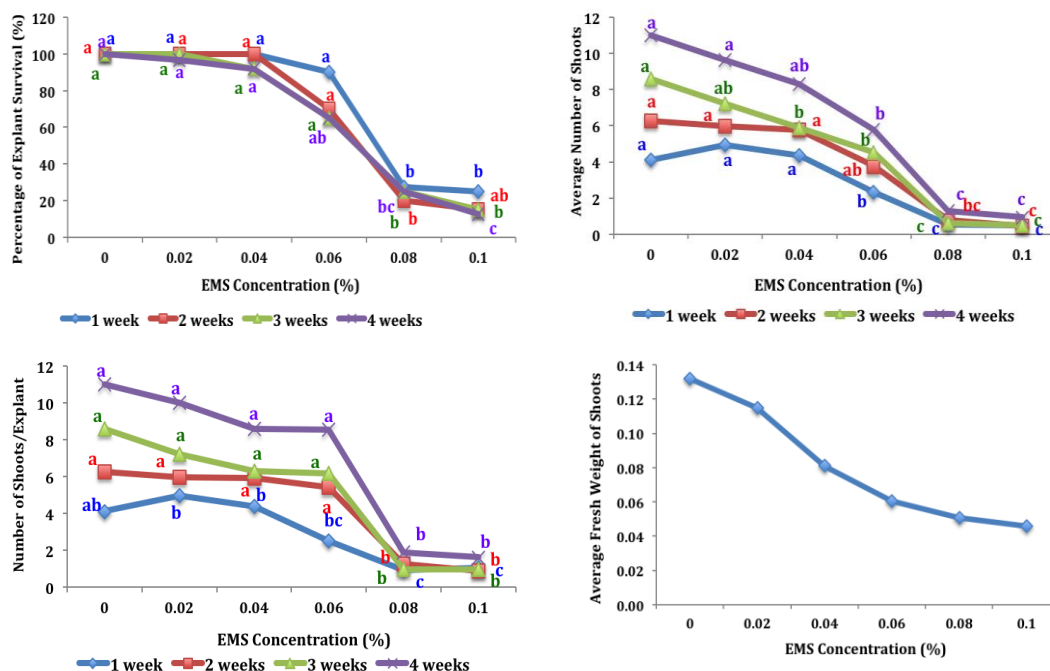 Percentage of Explant Survival (%)
120
100
80
60
40
20
0
a a a
a
a a
a
a
a
a
a
a
a
a
a
ab
b
bc
b
b
b
ab
b
c
0 0.02 0.04 0.06 0.08 0.1
EMS Concentration (%)
1 week 2 weeks 3 weeks 4 weeks
Average Number of Shoots
12
10
8
6
4
2
0
a
a
a
a
a
ab
a
a
ab
b
a
a
b
b
ab
b
c
bc
c
c
c
c
c
c
0 0.02 0.04 0.06 0.08 0.1
EMS Concentration (%)
1 week 2 weeks 3 weeks 4 weeks
Number of Shoots/Explant
12
10
8
6
4
2
0
a
a
a
ab
a
a
a
b
a
a
a
b
a
a
a
bc
b
b
b
c
b
b
c
b
0 0.02 0.04 0.06 0.08 0.1
EMS Concentration (%)
1 week 2 weeks 3 weeks 4 weeks
Average Fresh Weight of Shoots
0.14
0.12
0.10
0.08
0.06
0.04
0.02
0.00
0 0.02 0.04 0.06 0.08 0.1
EMS Concentration (%)